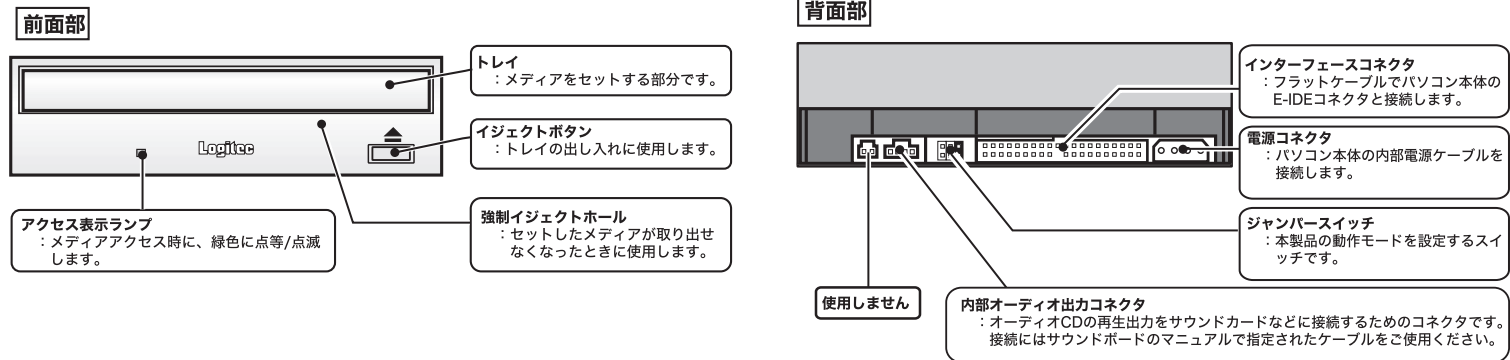 前面部
トレイ
：メディアをセットする部分です。
イジェクトボタン
：トレイの出し入れに使用します。
Logitec
強制イジェクトホール
：セットしたメディアが取り出せ
なくなったときに使用します。
アクセス表示ランプ
：メディアアクセス時に、緑色に点等/点滅
します。
背面部
インターフェースコネクタ
：フラットケーブルでパソコン本体の
E-IDEコネクタと接続します。
電源コネクタ
：パソコン本体の内部電源ケーブルを
接続します。
ジャンパースイッチ
：本製品の動作モードを設定するスイ
ッチです。
使用しません
内部オーディオ出力コネクタ
：オーディオCDの再生出力をサウンドカードなどに接続するためのコネクタです。
接続にはサウンドボードのマニュアルで指定されたケーブルをご使用ください。